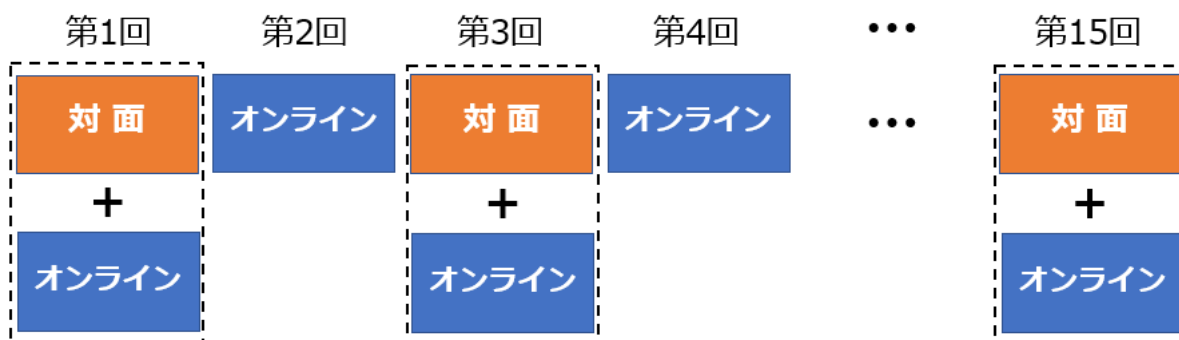 第1回 第2回 第3回 第4回 ••• 第15回
対 面 オンライン 対 面 オンライン ••• 対 面
+ + +
オンライン オンライン オンライン